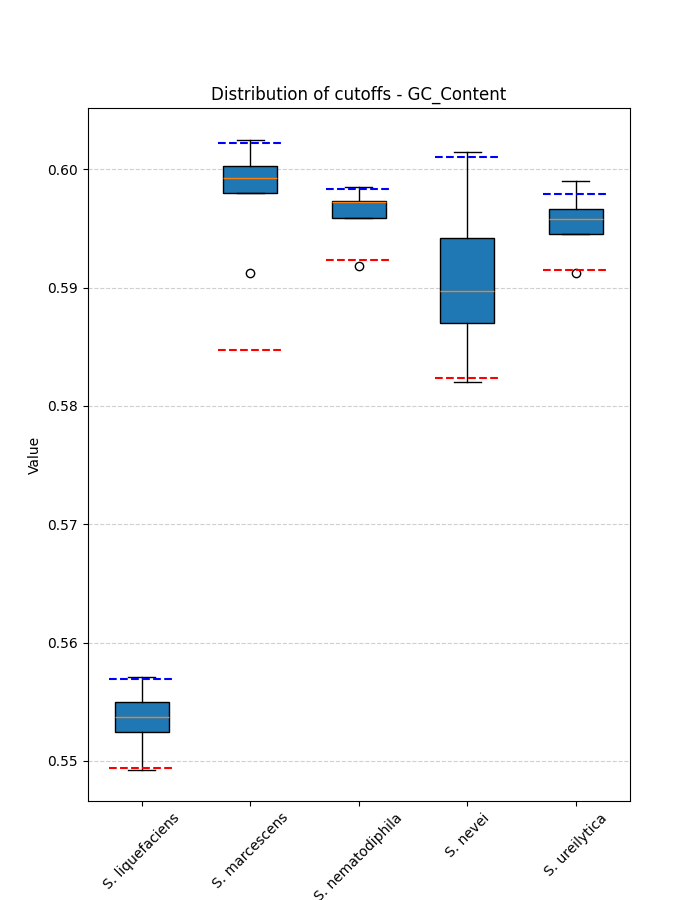 Distribution of cutoffs - GC_Content
Value
0.60
0.59
0.58
0.57
0.56
0.55
S. liquefaciens
S. marcescens
S. nematodiphila
S. nevei
S. ureilytica